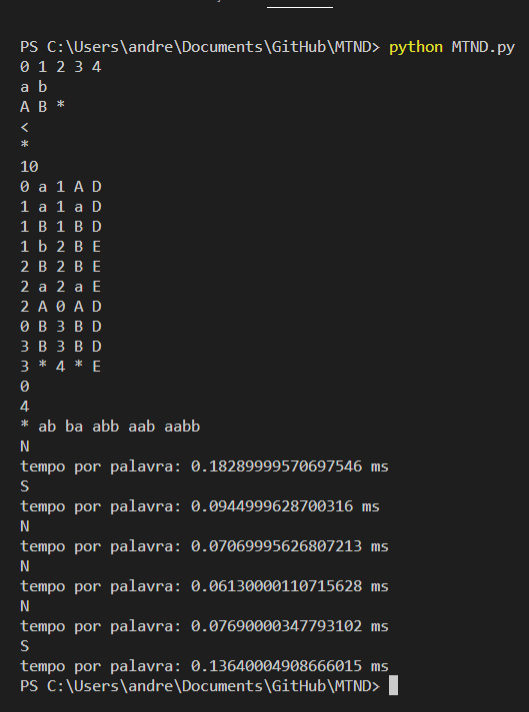 PS C:\Users\andre\Documents\GitHub\MTND> python MTND.py
0 1 2 3 4
a b
A B *
<
*
10
0 a 1 A D
1 a 1 a D
1 B 1 B D
1 b 2 B E
2 B 2 B E
2 a 2 a E
2 A 0 A D
0 B 3 B D
3 B 3 B D
3 * 4 * E
0
4
* ab ba abb aab aabb
N
tempo por palavra: 0.18289999570697546 ms
S
tempo por palavra: 0.0944999628700316 ms
N
tempo por palavra: 0.07069995626807213 ms
N
tempo por palavra: 0.06130000110715628 ms
N
tempo por palavra: 0.07690000347793102 ms
S
tempo por palavra: 0.13640004908666015 ms
PS C:\Users\andre\Documents\GitHub\MTND>